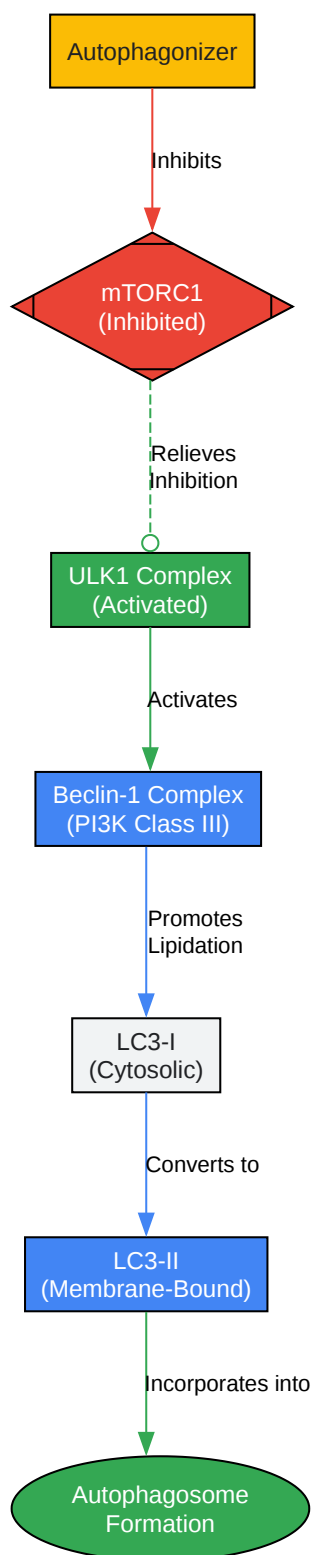 Autophagonizer
Inhibits
mTORC1
(Inhibited)
Relieves
Inhibition
ULK1 Complex
(Activated)
Activates
Beclin-1 Complex
(PI3K Class III)
Promotes
Lipidation
LC3-I
(Cytosolic)
Converts to
LC3-II
(Membrane-Bound)
Incorporates into
Autophagosome
Formation